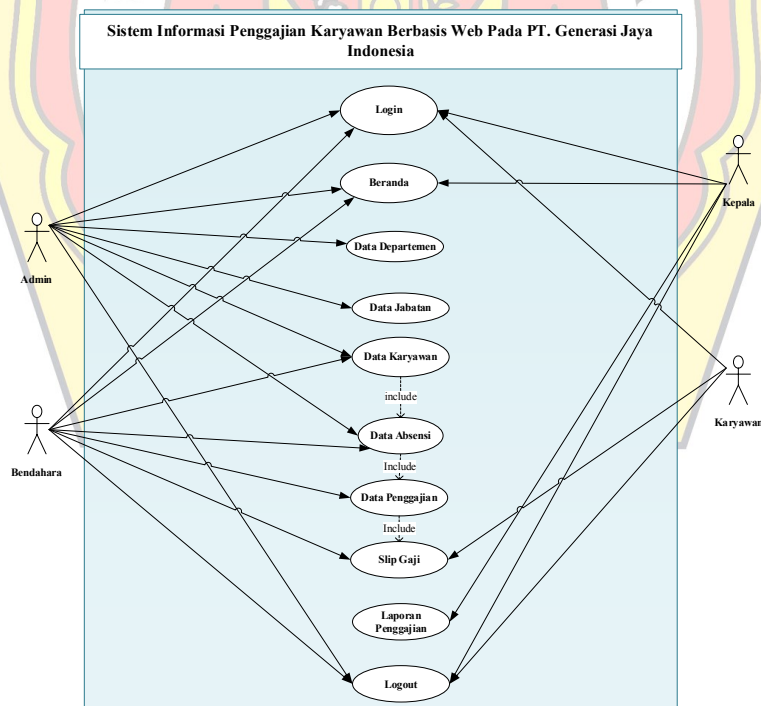 Sistem Informasi Penggajian Karyawan Berbasis Web Pada PT. Generasi Jaya
Indonesia
Login
Beranda
Kepala
Data Departemen
Admin
Data Jabatan
Data Karyawan
include
Karyawan
Data Absensi
Include
Bendahara
Data Penggajian
Include
Slip Gaji
Laporan
Penggajian
Logout